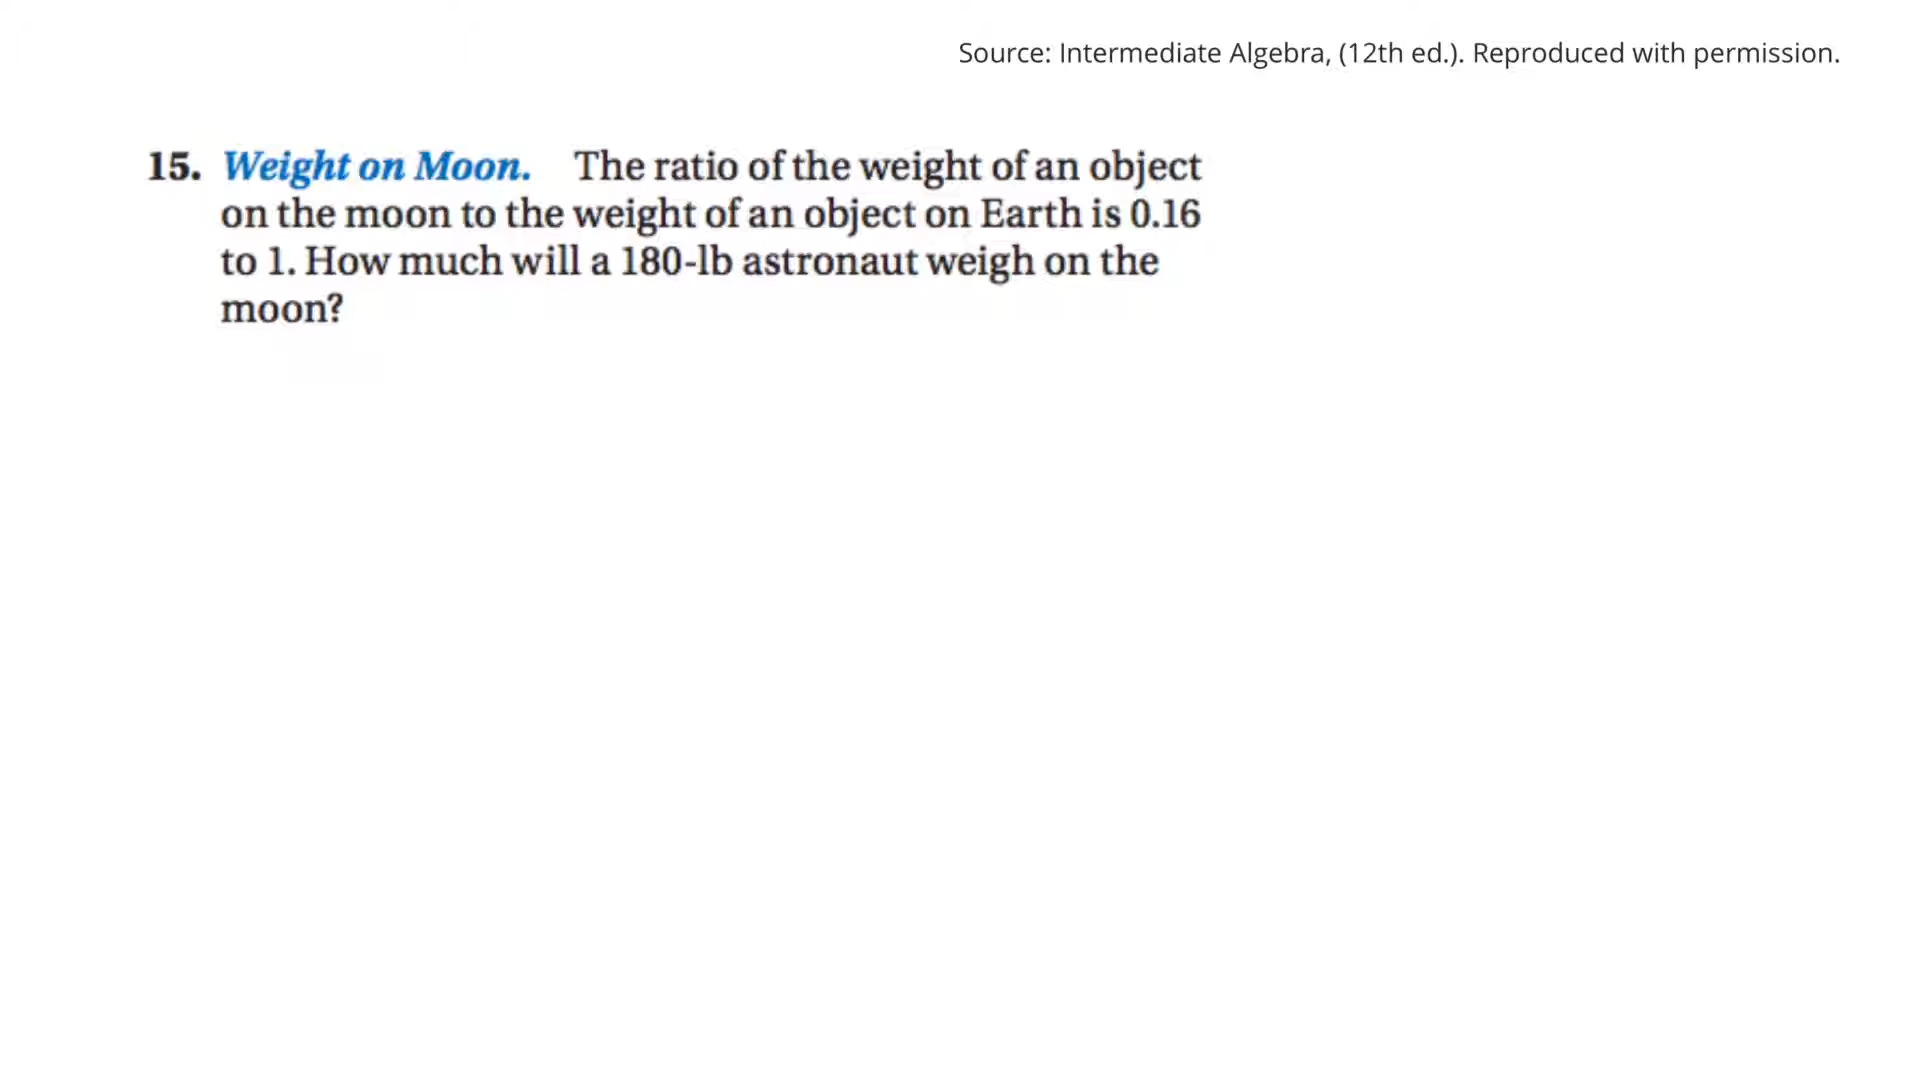 Source: Intermediate Algebra, (12th ed.). Reproduced with permission.
15. Weight on Moon. The ratio of the weight of an object
on the moon to the weight of an object on Earth is 0.16
to 1. How much will a 180-lb astronaut weigh on the
moon?